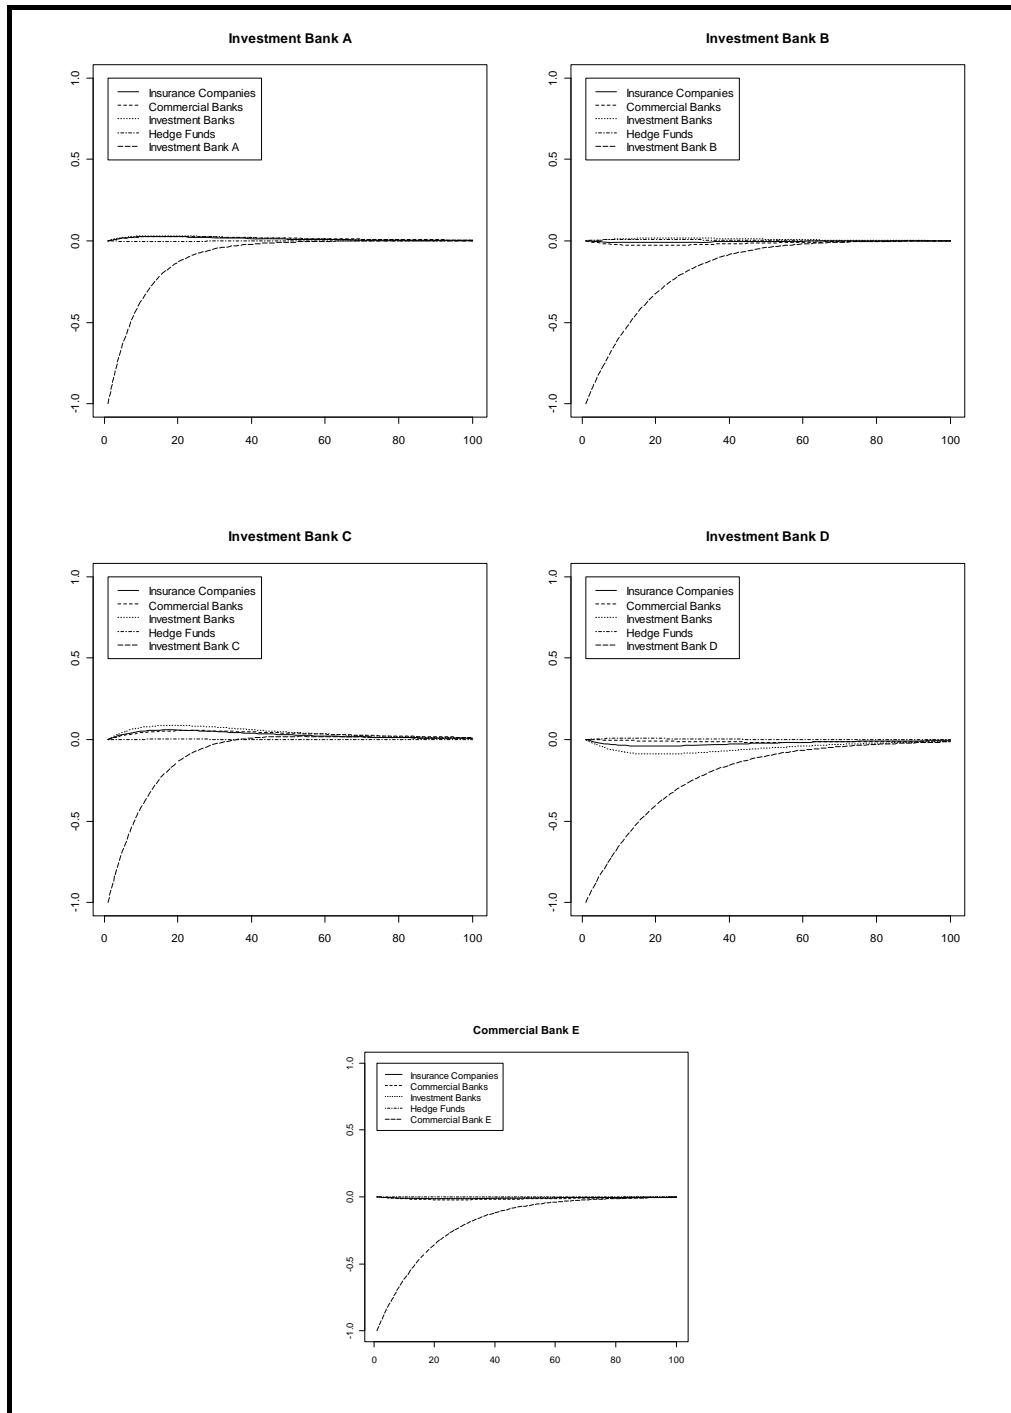 Investment Bank A
1.0
0.5
0.0
-0.5
-1.0
Insurance Companies
Commercial Banks
Investment Banks
Hedge Funds
Investment Bank A
0 20 40 60 80 100
Investment Bank B
1.0
0.5
0.0
-0.5
-1.0
Insurance Companies
Commercial Banks
Investment Banks
Hedge Funds
Investment Bank B
0 20 40 60 80 100
Investment Bank C
1.0
0.5
0.0
-0.5
-1.0
Insurance Companies
Commercial Banks
Investment Banks
Hedge Funds
Investment Bank C
0 20 40 60 80 100
Investment Bank D
1.0
0.5
0.0
-0.5
-1.0
Insurance Companies
Commercial Banks
Investment Banks
Hedge Funds
Investment Bank D
0 20 40 60 80 100
Commercial Bank E
1.0
0.5
0.0
-0.5
-1.0
Insurance Companies
Commercial Banks
Investment Banks
Hedge Funds
Commercial Bank E
0 20 40 60 80 100